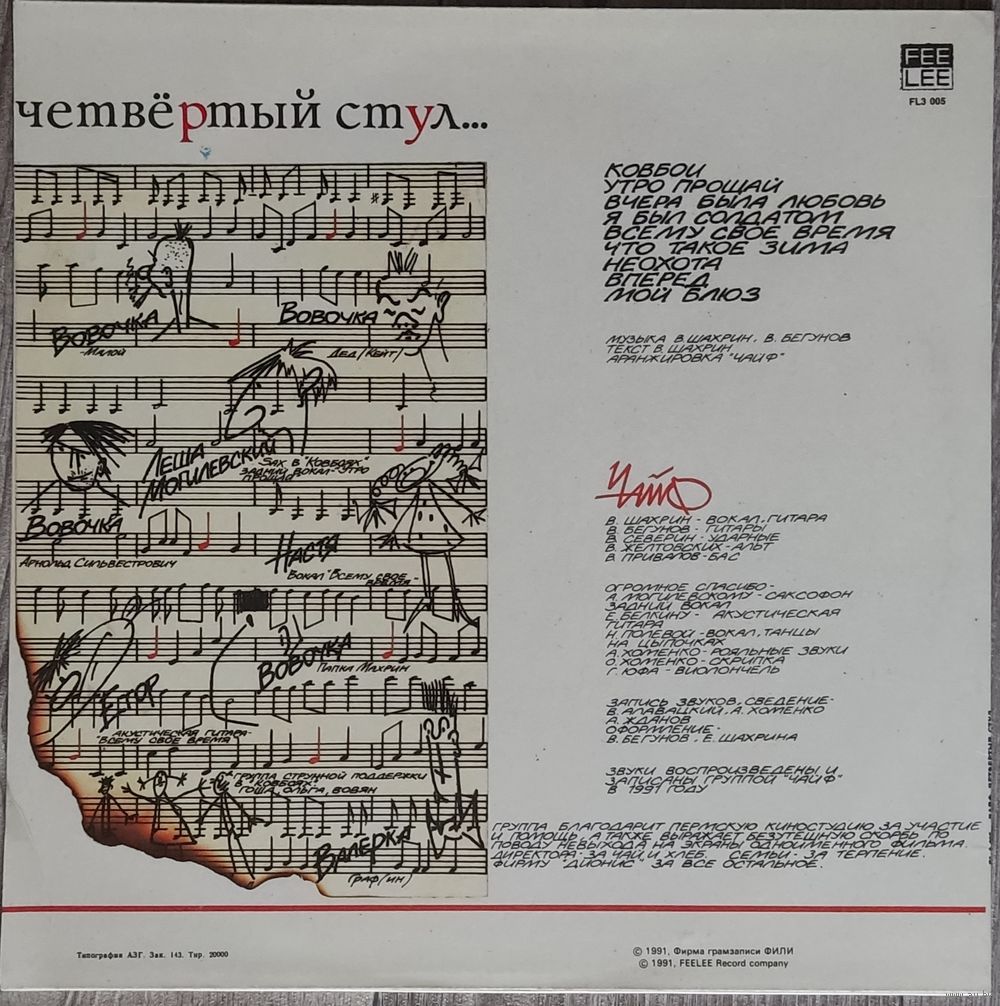 FEE
LEE
FL3 005
четвёртый стул...
КОВБОИ
УТРО ПРОЩАЙ
ВЧЕРА БЫЛА ЛЮБОВЬ
Я БЫЛ СОЛДАТОМ
ВСЕМУ СВОЕ ВРЕМЯ
ЧТО ТАКОЕ ЗИМА
НЕОХОТА
ВПЕРЕД
МОЙ БЛЮЗ
МУЗЫКА В.ШАХРИН, В. БЕГУНОВ
ТЕКСТ В.ШАХРИН
АРАНЖИРОВКА "ЧАЙФ"
ВОВОЧКА
-МАЛОЙ
ВОВОЧКА
ДЕД/КЕЙТ/
ЛЕША
МОГИЛЕВСКИЙ
SAX В "КОВБОЯХ"
ЗАДНИЙ ВОКАЛ-"УТРО
ПРОЩАЙ"
ВОВОЧКА
АРНОЛЬД СИЛЬВЕСТРОВИЧ
НАСТЯ
ВОКАЛ "ВСЕМУ СВОЕ
ВРЕМЯ"-
ВОВОЧКА
ПАПКА МАХРИН
ЕГОР
АКУСТИЧЕСКАЯ ГИТАРА-
"ВСЕМУ СВОЕ ВРЕМЯ"
ГРУППА СТРУННОЙ ПОДДЕРЖКИ
В "КОВБОЯХ"
ГОША, ОЛЬГА, ВОВЯН
ВАЛЕРКА
ГРАФ/ИН/
ЧАЙФ
В. ШАХРИН - ВОКАЛ, ГИТАРА
В. БЕГУНОВ - ГИТАРЫ
В. СЕВЕРИН - УДАРНЫЕ
В. ЖЕЛТОВСКИХ - АЛЬТ
В. ПРИВАЛОВ - БАС
ОГРОМНОЕ СПАСИБО -
А. МОГИЛЕВСКОМУ - САКСОФОН
ЗАДНИЙ ВОКАЛ
Е. БЕЛКИНУ - АКУСТИЧЕСКАЯ
ГИТАРА
Н. ПОЛЕВОЙ - ВОКАЛ, ТАНЦЫ
НА ЦЫПОЧКАХ
А. ХОМЕНКО - РОЯЛЬНЫЕ ЗВУКИ
О. ХОМЕНКО - СКРИПКА
Г. ЮФА - ВИОЛОНЧЕЛЬ
ЗАПИСЬ ЗВУКОВ, СВЕДЕНИЕ-
В. АЛАВАЦКИЙ, А. ХОМЕНКО
А. ЖДАНОВ
ОФОРМЛЕНИЕ -
В. БЕГУНОВ, Е. ШАХРИНА
ЗВУКИ ВОСПРОИЗВЕДЕНЫ И
ЗАПИСАНЫ ГРУППОЙ "ЧАЙФ"
В 1991 ГОДУ
ГРУППА БЛАГОДАРИТ ПЕРМСКУЮ КИНОСТУДИЮ ЗА УЧАСТИЕ
И ПОМОЩЬ, А ТАКЖЕ ВЫРАЖАЕТ БЕЗУТЕШНУЮ СКОРБЬ ПО
ПОВОДУ НЕВЫХОДА НА ЭКРАНЫ ОДНОИМЕННОГО ФИЛЬМА.
ДИРЕКТОРА - ЗА ЧАЙ И ХЛЕБ. СЕМЬИ - ЗА ТЕРПЕНИЕ.
ФИРМУ "ДИОНИС" ЗА ВСЕ ОСТАЛЬНОЕ.
Типография АЗГ. Зак. 143. Тир. 20000
© 1991, Фирма грамзаписи ФИЛИ
© 1991, FEELEE Record company